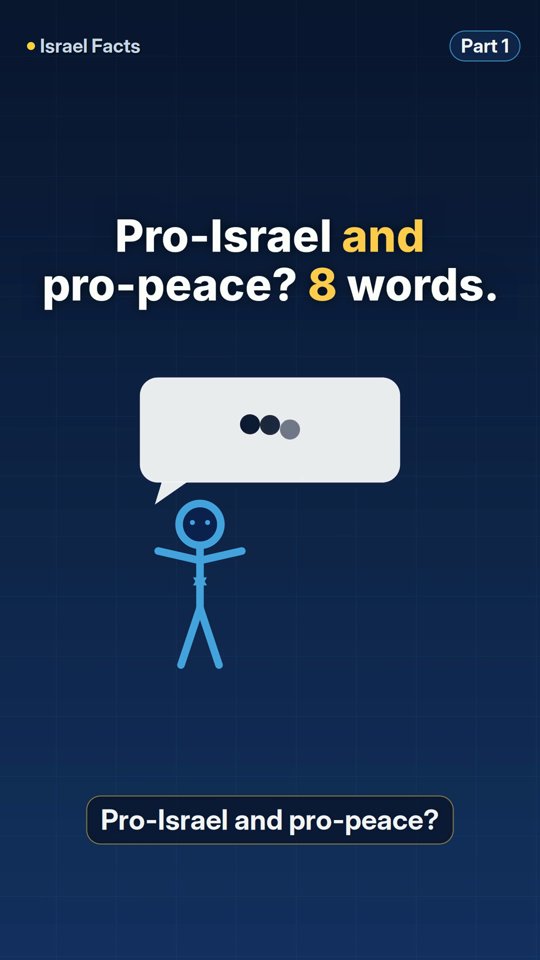 Israel Facts
Part 1
Pro-Israel and
pro-peace? 8 words.
Pro-Israel and pro-peace?